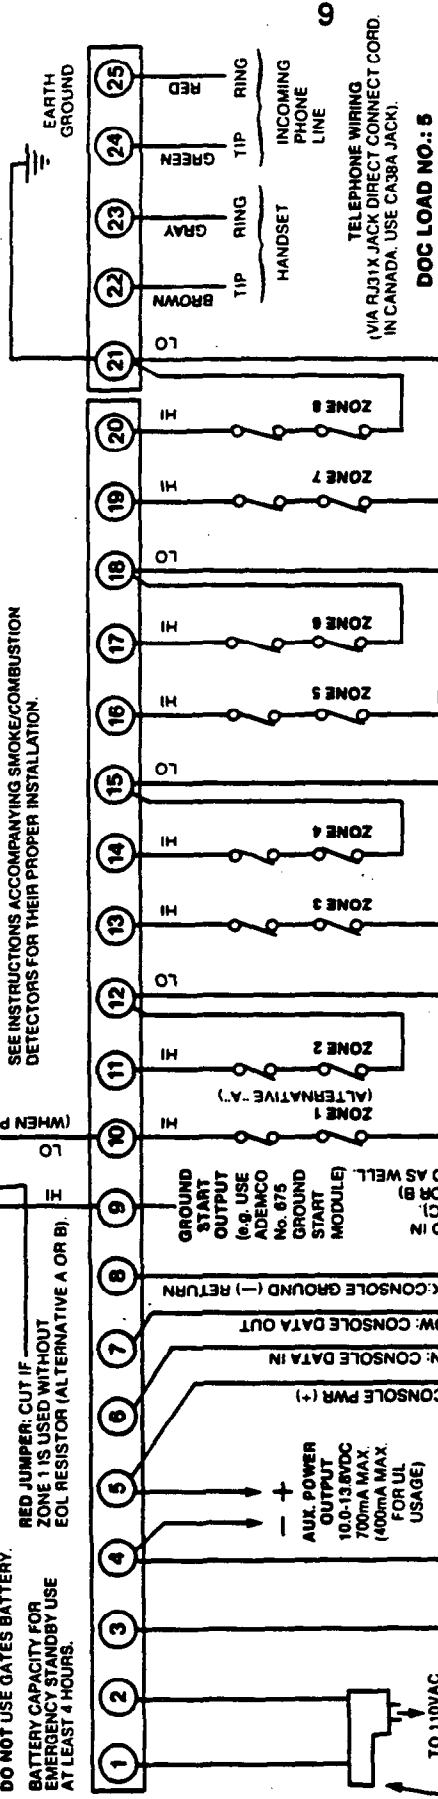 9
EARTH
GROUND
25
24
23
22
21
20
19
18
17
16
15
14
13
12
11
10
9
8
7
6
5
4
3
2
1
RED
GREEN
GRAY
BROWN
RING
TIP
RING
TIP
INCOMING
PHONE
LINE
HANDSET
TELEPHONE WIRING
(VIA RJ31X JACK DIRECT CONNECT CORD.
IN CANADA, USE CA38A JACK).
DOC LOAD NO.: 5
LO
HI
ZONE 8
HI
ZONE 7
LO
HI
ZONE 6
HI
ZONE 5
LO
HI
ZONE 4
HI
ZONE 3
LO
HI
ZONE 2
HI
ZONE 1
(ALTERNATIVE "A")
SEE INSTRUCTIONS ACCOMPANYING SMOKE/COMBUSTION
DETECTORS FOR THEIR PROPER INSTALLATION.
(WHEN
LO
HI
GROUND
START
OUTPUT
(e.g. USE
ADEMCO
No. 675
GROUND
START
MODULE)
AS WELL.
OR B)
IN
CONSOLE GROUND (—) RETURN
CONSOLE DATA OUT
CONSOLE DATA IN
CONSOLE PWR (+)
RED JUMPER: CUT IF
ZONE 1 IS USED WITHOUT
EOL RESISTOR (ALTERNATIVE A OR B).
— +
AUX. POWER
OUTPUT
10.0-13.8VDC
700mA MAX.
(400mA MAX.
FOR UL
USAGE)
DO NOT USE GATES BATTERY.
BATTERY CAPACITY FOR
EMERGENCY STANDBY USE
AT LEAST 4 HOURS.
TO 110VAC